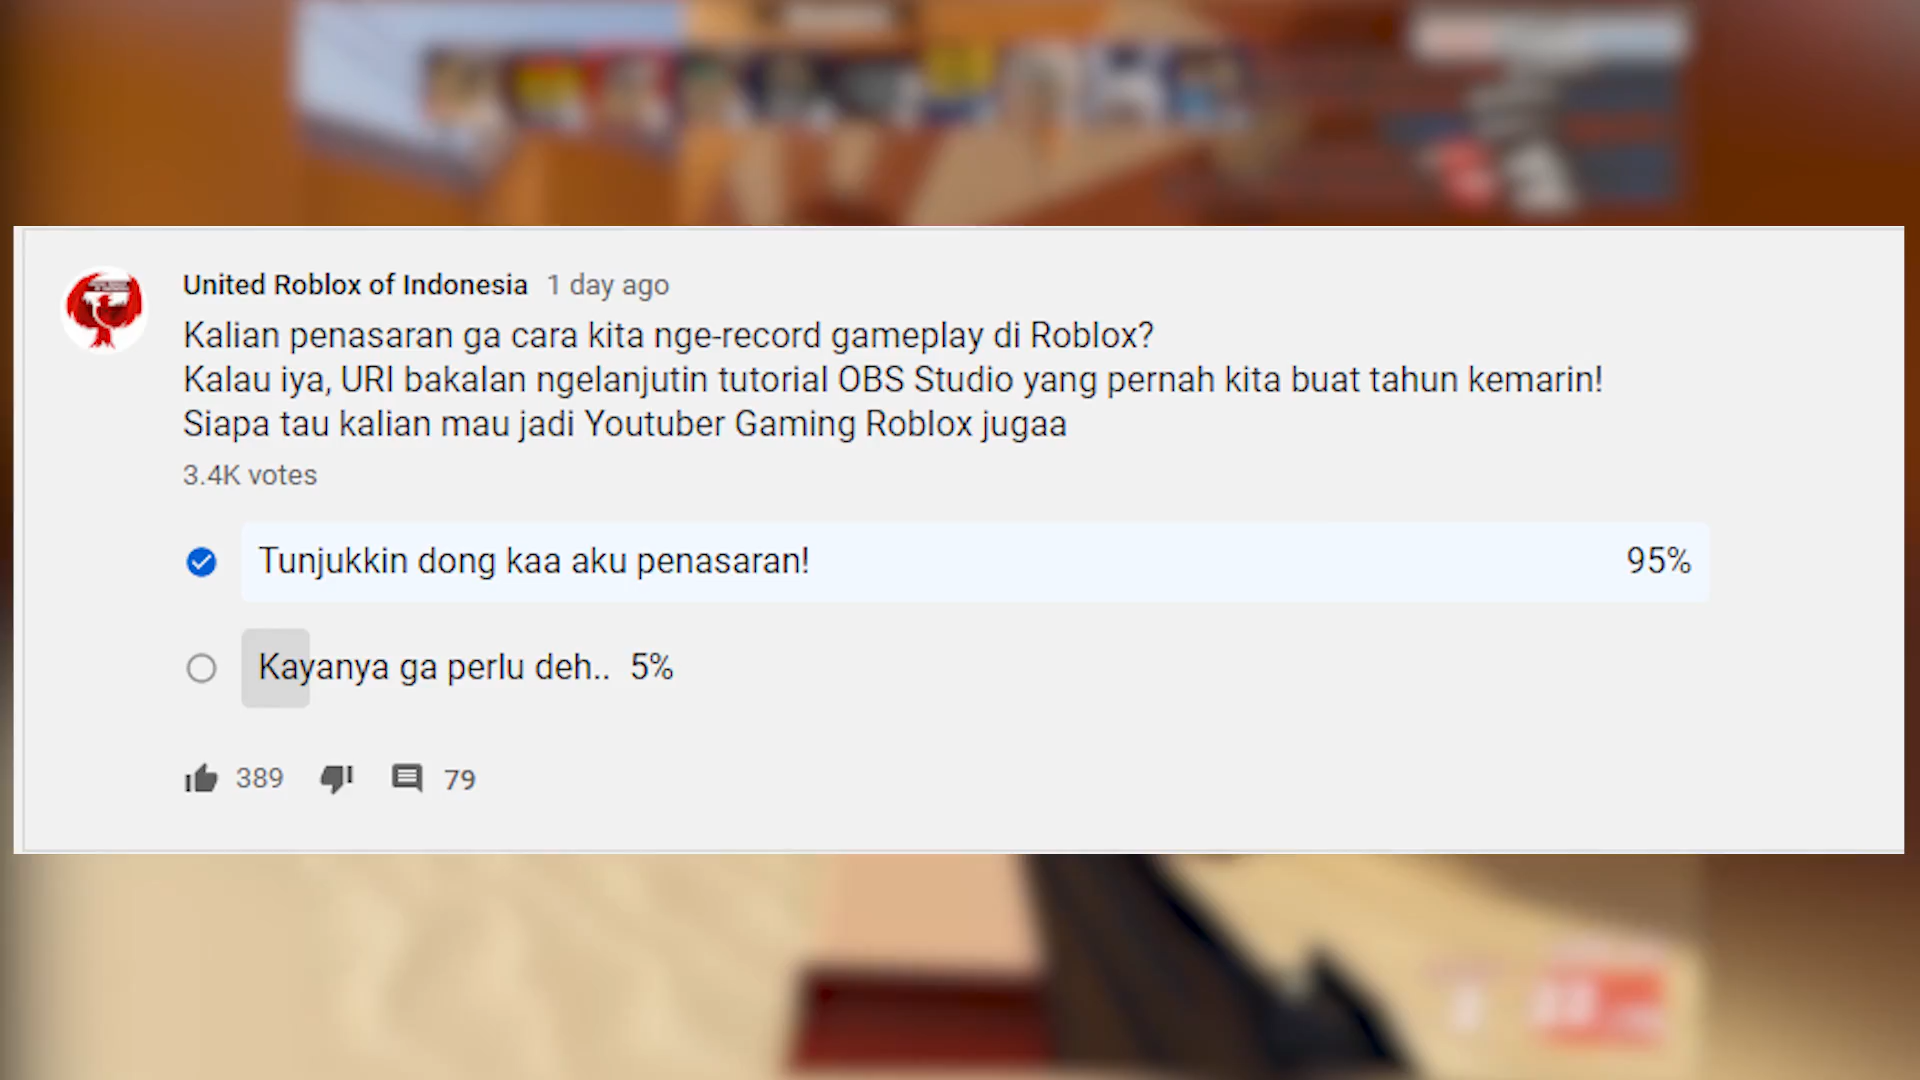 United Roblox of Indonesia 1 day ago
Kalian penasaran ga cara kita nge-record gameplay di Roblox?
Kalau iya, URI bakalan ngelanjutin tutorial OBS Studio yang pernah kita buat tahun kemarin!
Siapa tau kalian mau jadi Youtuber Gaming Roblox jugaa
3.4K votes
Tunjukkin dong kaa aku penasaran! 95%
Kayanya ga perlu deh.. 5%
389 79